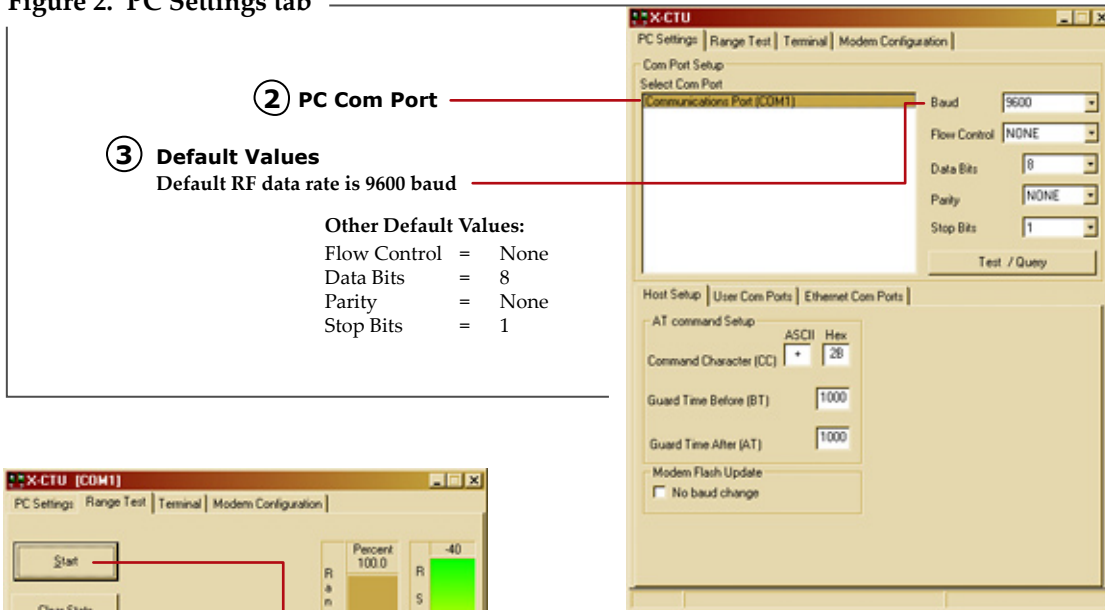 Figure 2. PC Settings tab
② PC Com Port
③ Default Values
Default RF data rate is 9600 baud
Other Default Values:
Flow Control = None
Data Bits = 8
Parity = None
Stop Bits = 1
X-CTU
PC Settings Range Test Terminal Modem Configuration
Com Port Setup
Select Com Port
Communications Port (COM1)
Baud 9600
Flow Control NONE
Data Bits 8
Parity NONE
Stop Bits 1
Test / Query
Host Setup User Com Ports Ethernet Com Ports
AT command Setup
ASCII Hex
Command Character (CC) + 2B
Guard Time Before (BT) 1000
Guard Time After (AT) 1000
Modem Flash Update
No baud change
X-CTU [COM1]
PC Settings Range Test Terminal Modem Configuration
Start
Percent
100.0
-40
R
a
n
R
S